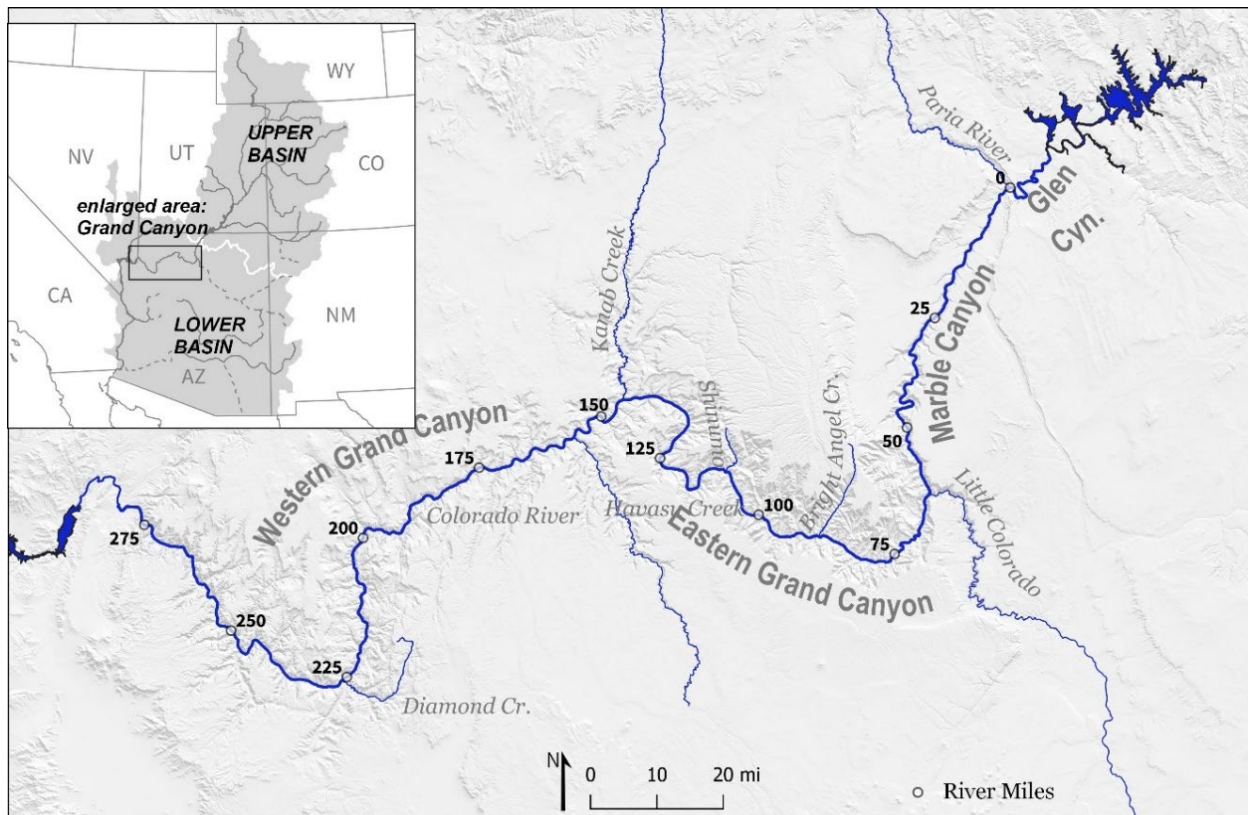 WY
UPPER
BASIN
NV
UT
CO
enlarged area:
Grand Canyon
CA
NM
LOWER
BASIN
AZ
Paria River
0
Glen
Cyn.
Kanab Creek
25
Marble Canyon
Shinumo
Bright Angel Cr.
50
Western Grand Canyon
150
125
175
Colorado River
Havasu Creek
100
Little Colorado
200
75
275
Eastern Grand Canyon
250
225
Diamond Cr.
N
0 10 20 mi
River Miles